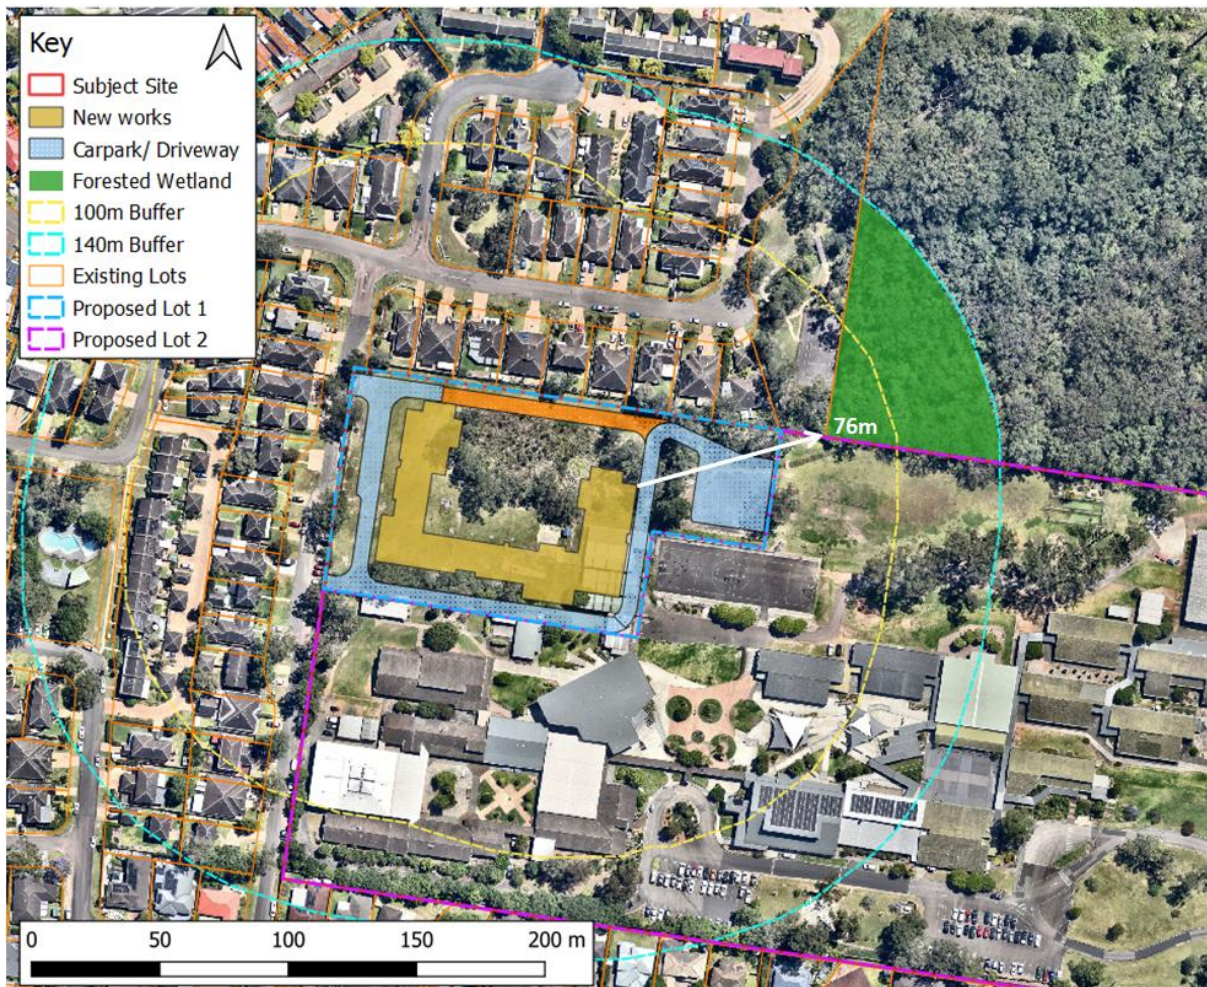 Key
Subject Site
New works
Carpark/ Driveway
Forested Wetland
100m Buffer
140m Buffer
Existing Lots
Proposed Lot 1
Proposed Lot 2
76m
0 50 100 150 200 m